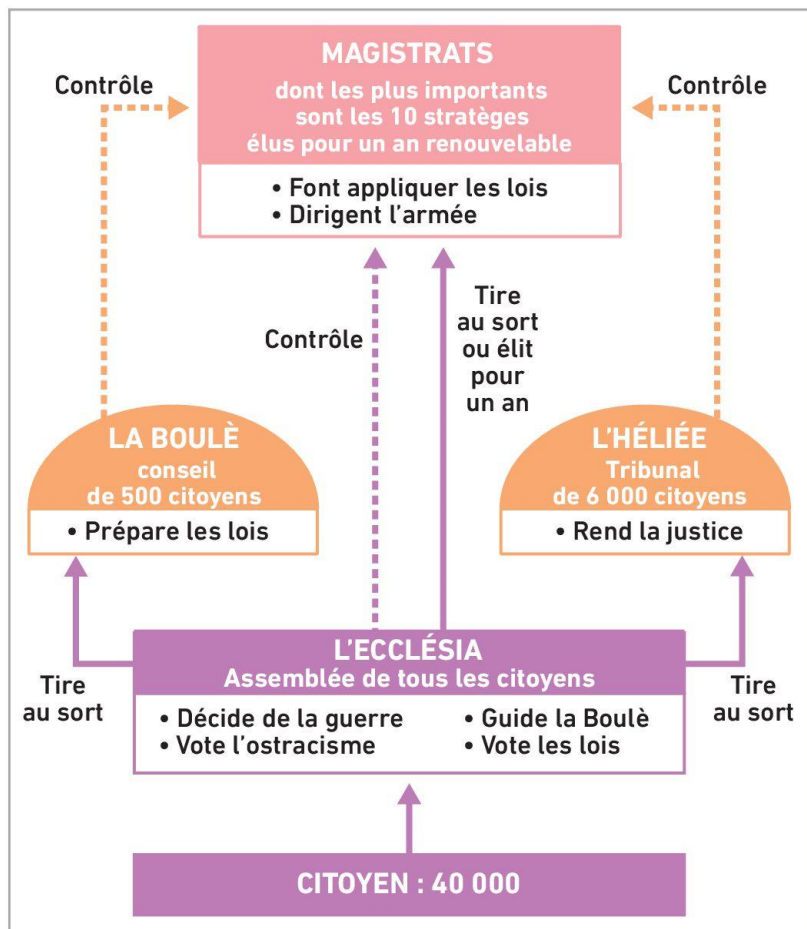 MAGISTRATS
dont les plus importants
sont les 10 stratèges
élus pour un an renouvelable
• Font appliquer les lois
• Dirigent l'armée
Contrôle
Contrôle
Contrôle
Tire
au sort
ou élit
pour
un an
LA BOULÈ
conseil
de 500 citoyens
• Prépare les lois
L'HÉLIÉE
Tribunal
de 6 000 citoyens
• Rend la justice
Tire
au sort
L'ECCLÉSIA
Assemblée de tous les citoyens
• Décide de la guerre
• Vote l'ostracisme
• Guide la Boulè
• Vote les lois
Tire
au sort
CITOYEN : 40 000